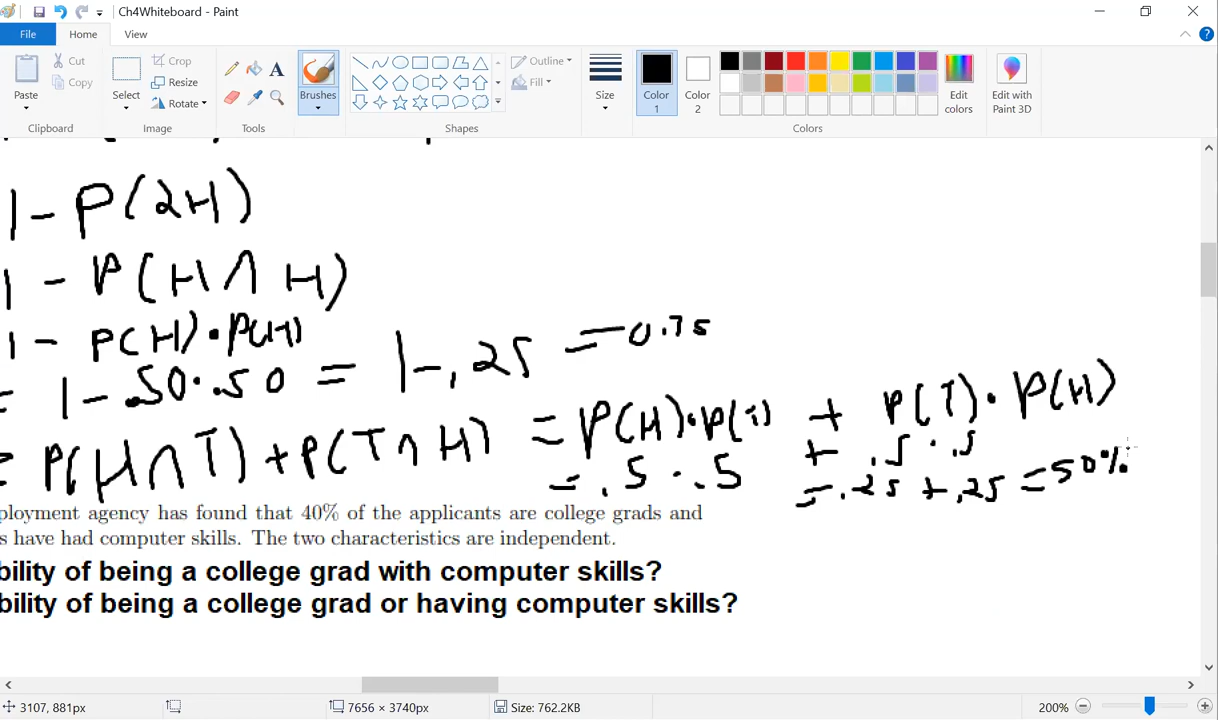 Ch4Whiteboard - Paint
File Home View
Paste Cut Copy Select Crop Resize Rotate Brushes Outline Fill Size Color 1 Color 2 Edit colors Edit with Paint 3D
Clipboard Image Tools Shapes Colors
1 - P(2H)
1 - P(H ∩ H)
1 - P(H) · P(H)
= 1 - .50 · .50 = 1 - .25 = 0.75
= P(H ∩ T) + P(T ∩ H) = P(H) · P(T) + P(T) · P(H)
= .5 · .5 + .5 · .5
= .25 + .25 = 50%
ployment agency has found that 40% of the applicants are college grads and
s have had computer skills. The two characteristics are independent.
bility of being a college grad with computer skills?
bility of being a college grad or having computer skills?
3107, 881px 7656 × 3740px Size: 762.2KB 200%